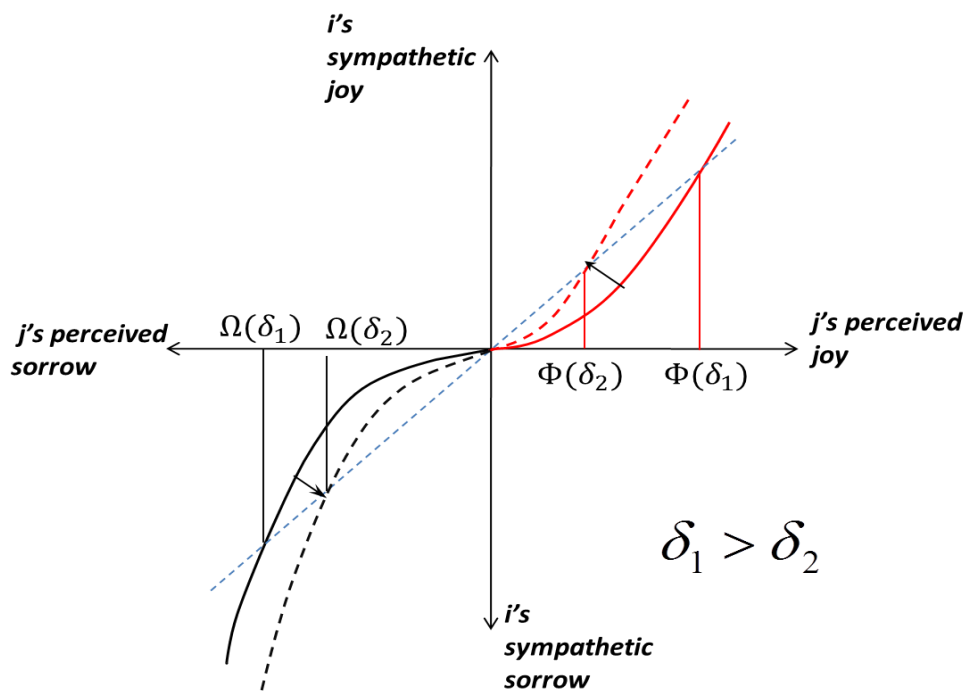 i's
sympathetic
joy
j's perceived
sorrow
Ω(δ₁)
Ω(δ₂)
j's perceived
joy
Φ(δ₂)
Φ(δ₁)
δ₁ > δ₂
i's
sympathetic
sorrow